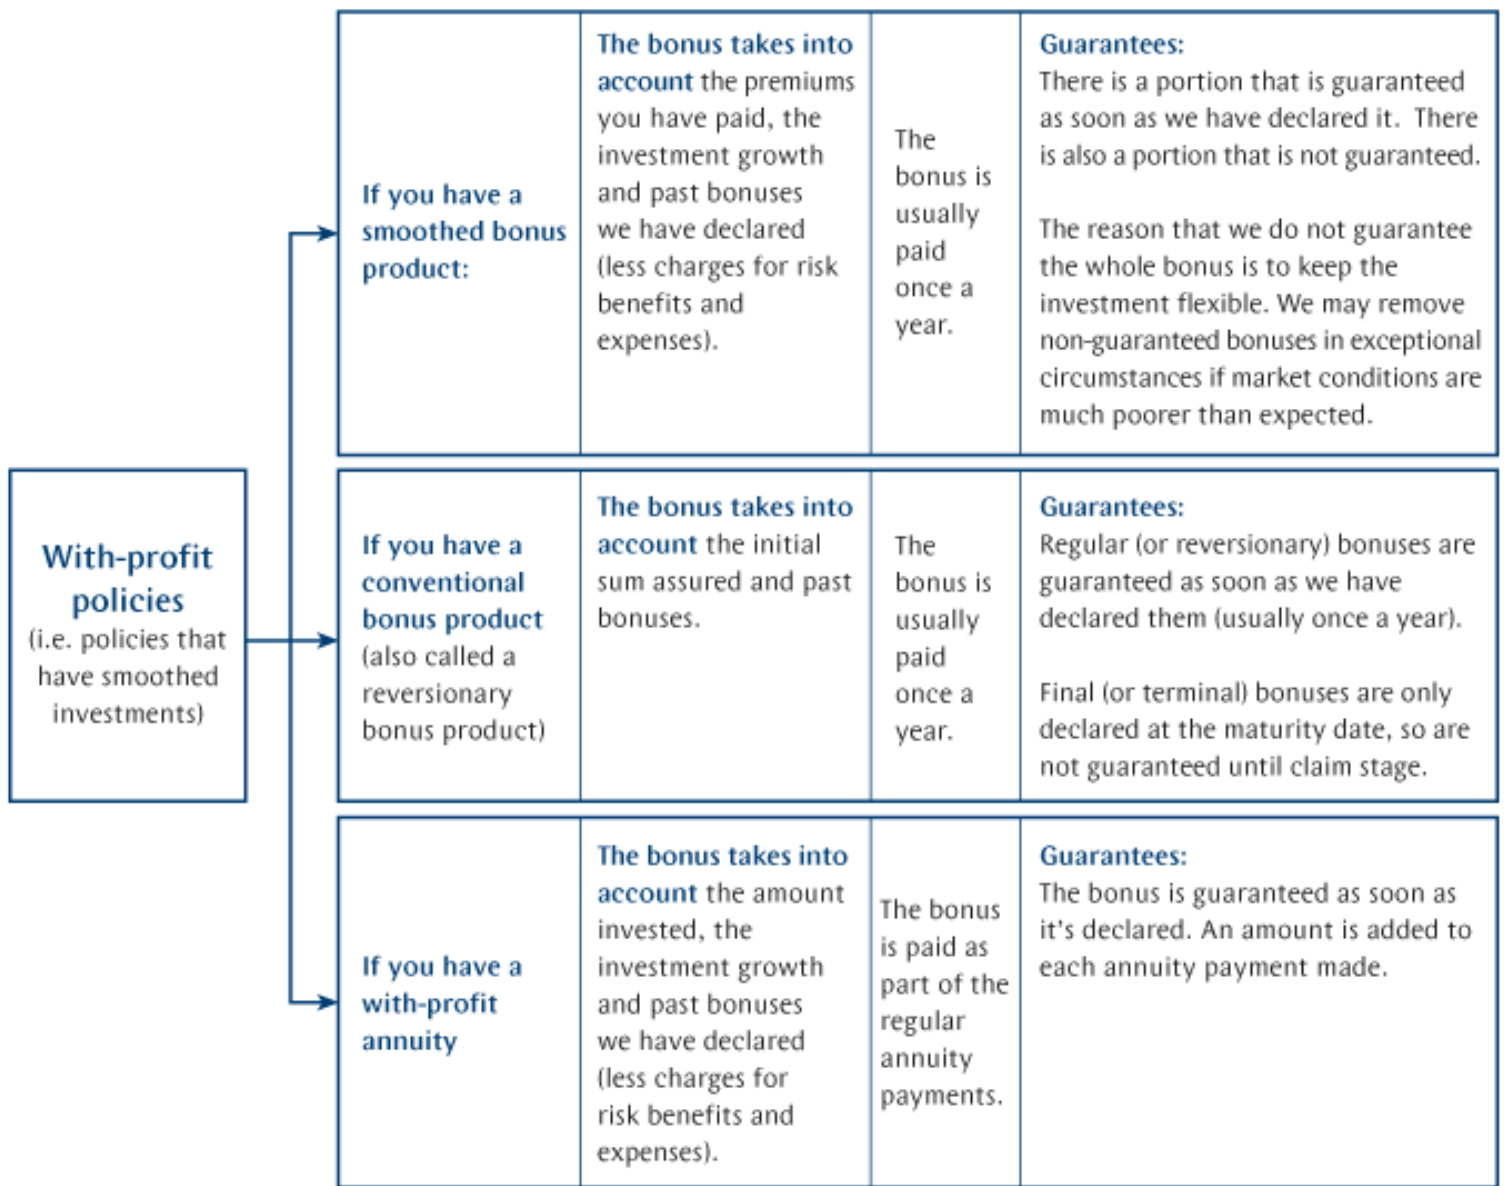 With-profit
policies
(i.e. policies that
have smoothed
investments)
If you have a
smoothed bonus
product:
The bonus takes into
account the premiums
you have paid, the
investment growth
and past bonuses
we have declared
(less charges for risk
benefits and
expenses).
The
bonus is
usually
paid
once a
year.
Guarantees:
There is a portion that is guaranteed
as soon as we have declared it.  There
is also a portion that is not guaranteed.
The reason that we do not guarantee
the whole bonus is to keep the
investment flexible. We may remove
non-guaranteed bonuses in exceptional
circumstances if market conditions are
much poorer than expected.
If you have a
conventional
bonus product
(also called a
reversionary
bonus product)
The bonus takes into
account the initial
sum assured and past
bonuses.
The
bonus is
usually
paid
once a
year.
Guarantees:
Regular (or reversionary) bonuses are
guaranteed as soon as we have
declared them (usually once a year).
Final (or terminal) bonuses are only
declared at the maturity date, so are
not guaranteed until claim stage.
If you have a
with-profit
annuity
The bonus takes into
account the amount
invested, the
investment growth
and past bonuses
we have declared
(less charges for
risk benefits and
expenses).
The bonus
is paid as
part of the
regular
annuity
payments.
Guarantees:
The bonus is guaranteed as soon as
it's declared. An amount is added to
each annuity payment made.